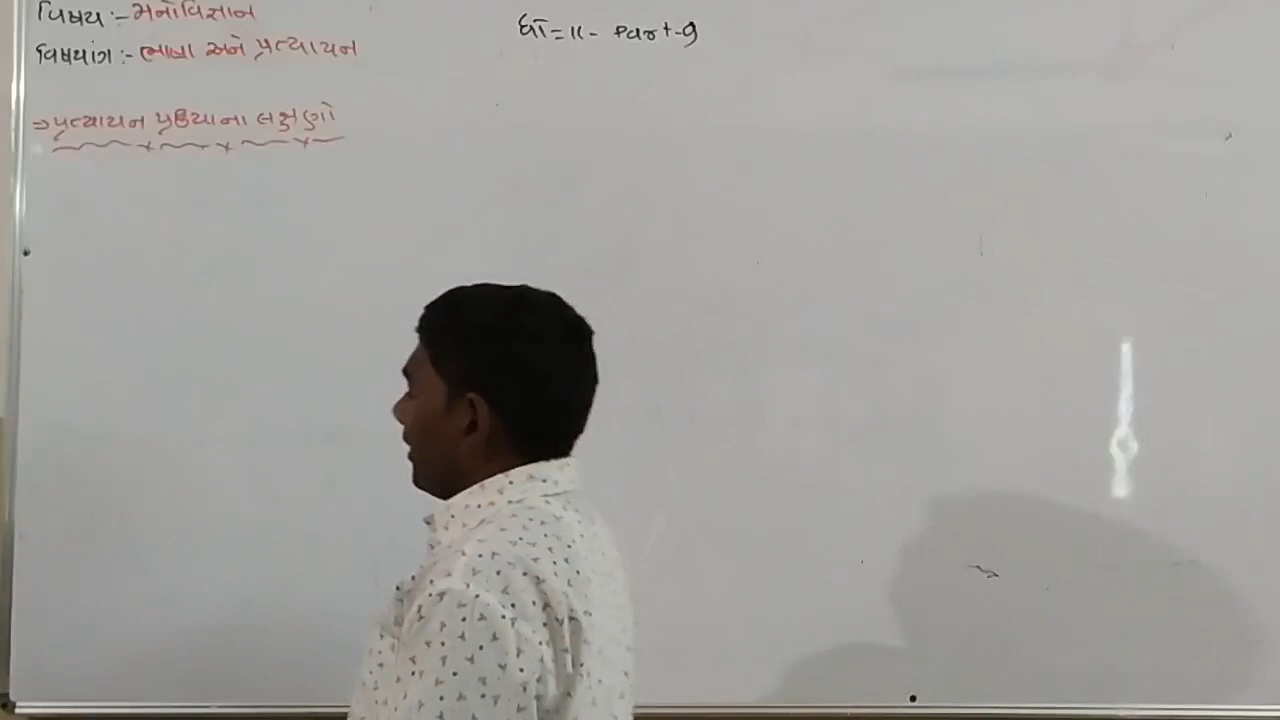 વિષય :- મનોવિજ્ઞાન
ધો = 11 - Part-9
વિષયાંગ :- ભાષા અને પ્રત્યાયન
⇒ પ્રત્યાયન પ્રક્રિયાના લક્ષણો